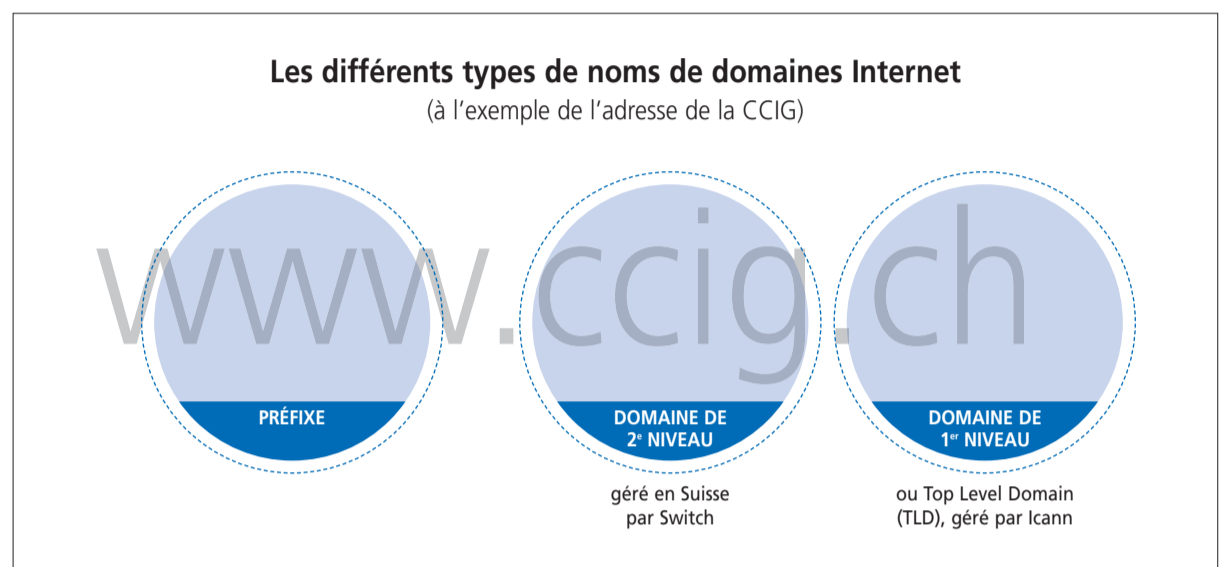 Les différents types de noms de domaines Internet
(à l’exemple de l’adresse de la CCIG)
www.ccig.ch
PRÉFIXE
DOMAINE DE
2e NIVEAU
géré en Suisse
par Switch
DOMAINE DE
1er NIVEAU
ou Top Level Domain
(TLD), géré par Icann